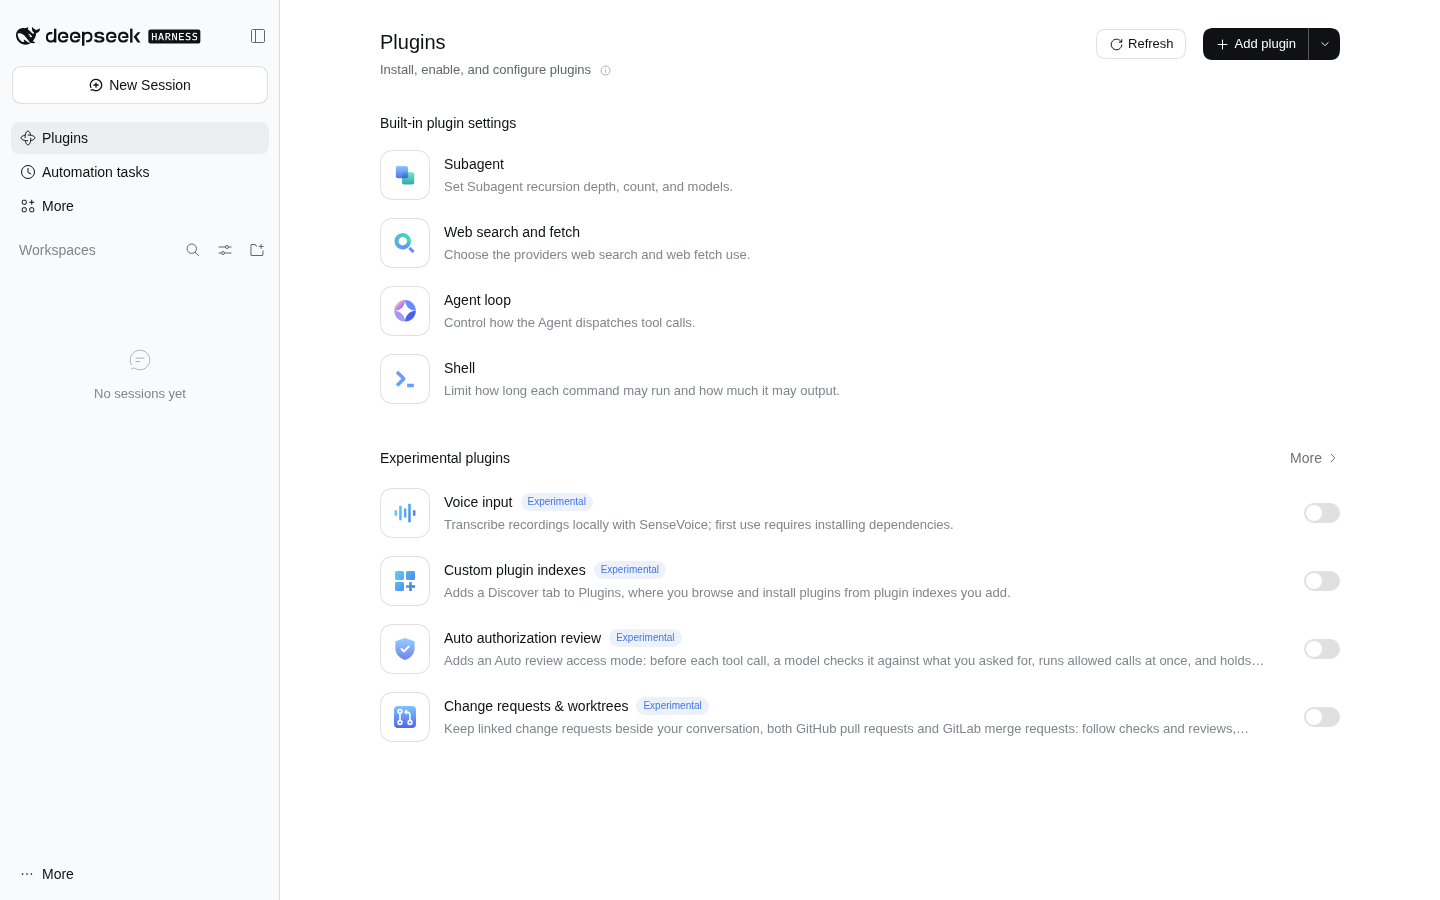 deepseek HARNESS
New Session
Plugins
Automation tasks
More
Workspaces
No sessions yet
More
Plugins
Install, enable, and configure plugins
Refresh
Add plugin
Built-in plugin settings
Subagent
Set Subagent recursion depth, count, and models.
Web search and fetch
Choose the providers web search and web fetch use.
Agent loop
Control how the Agent dispatches tool calls.
Shell
Limit how long each command may run and how much it may output.
Experimental plugins
More
Voice input Experimental
Transcribe recordings locally with SenseVoice; first use requires installing dependencies.
Custom plugin indexes Experimental
Adds a Discover tab to Plugins, where you browse and install plugins from plugin indexes you add.
Auto authorization review Experimental
Adds an Auto review access mode: before each tool call, a model checks it against what you asked for, runs allowed calls at once, and holds…
Change requests & worktrees Experimental
Keep linked change requests beside your conversation, both GitHub pull requests and GitLab merge requests: follow checks and reviews,…